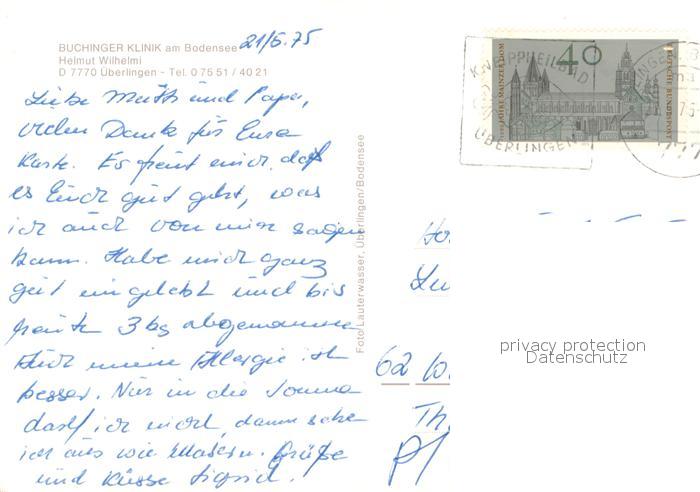 21/5.75
BUCHINGER KLINIK am Bodensee
Helmut Wilhelmi
D 7770 Überlingen - Tel. 0 75 51 / 40 21
Liebe Mutti und Papa,
vielen Dank für Eure
Karte. Es freut mich, daß
es Euch gut geht, was
ich auch von mir sagen
kann. Habe mich ganz
gut eingelebt und bis
heute 3 kg abgenommen
Auch meine Allergie ist
besser. Nur in die Sonne
darf ich nicht, dann sehe
ich aus wie Masern. Grüße
und Küsse Sigrid.
Foto/Lauterwasser, Überlingen/Bodensee
40
JAHRE MAINZER DOM
DEUTSCHE BUNDESPOST
KNEIPPHEILBAD
ÜBERLINGEN
62 W
privacy protection
Datenschutz